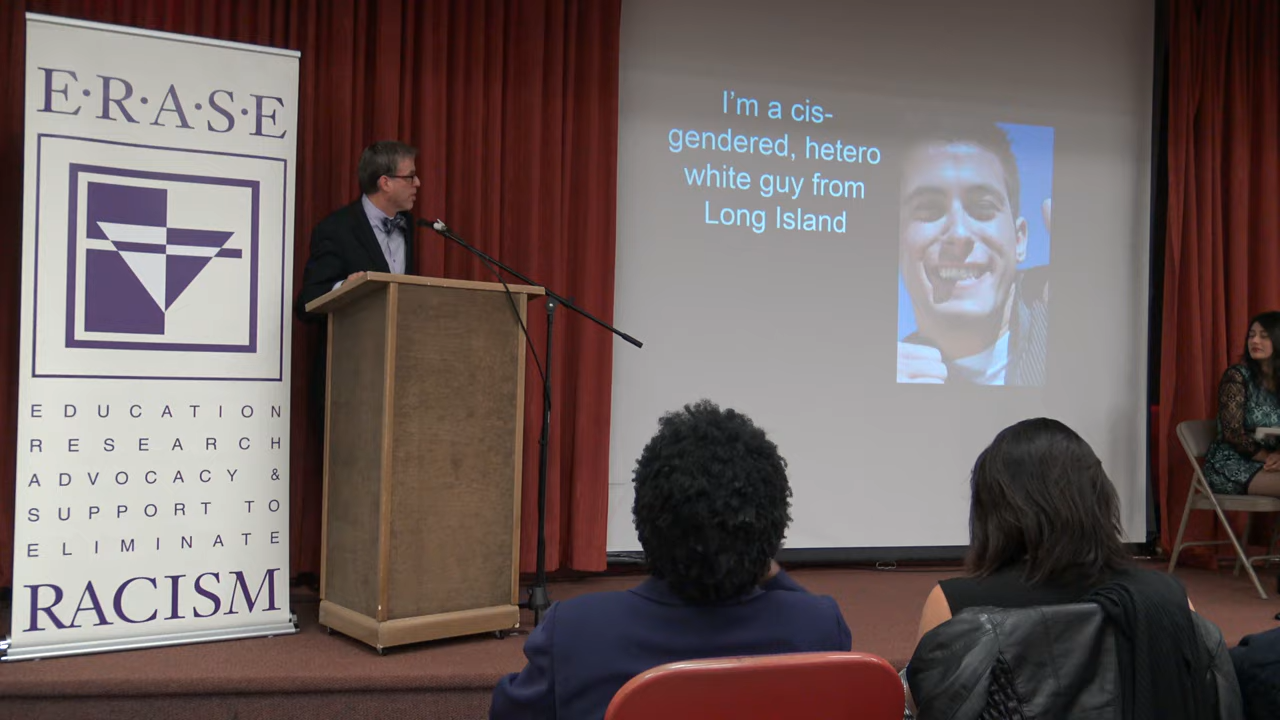 E·R·A·S·E
EDUCATION
RESEARCH
ADVOCACY &
SUPPORT TO
ELIMINATE
RACISM
I'm a cis-
gendered, hetero
white guy from
Long Island